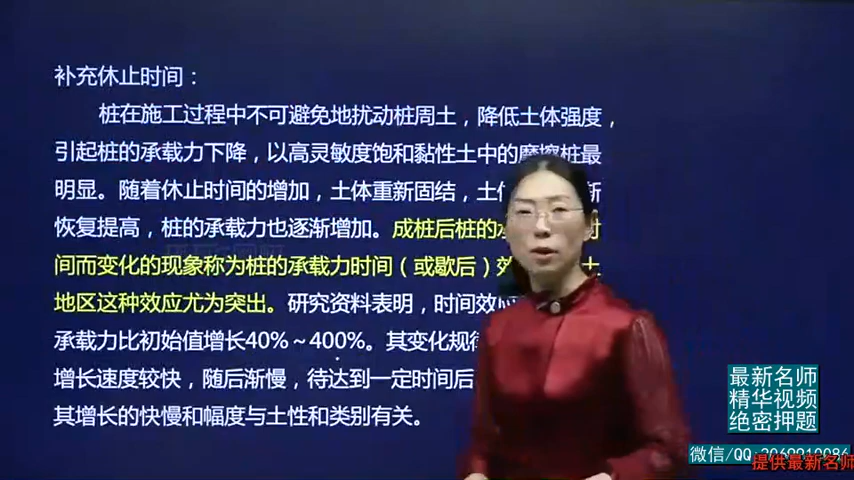 补充休止时间：
桩在施工过程中不可避免地扰动桩周土，降低土体强度，
引起桩的承载力下降，以高灵敏度饱和黏性土中的摩擦桩最
明显。随着休止时间的增加，土体重新固结，土
恢复提高，桩的承载力也逐渐增加。成桩后桩的
间而变化的现象称为桩的承载力时间（或歇后）效
土
地区这种效应尤为突出。研究资料表明，时间效
承载力比初始值增长40%～400%。其变化规
增长速度较快，随后渐慢，待达到一定时间后
其增长的快慢和幅度与土性和类别有关。
最新名师
精华视频
绝密押题
微信/QQ:
提供最新名师